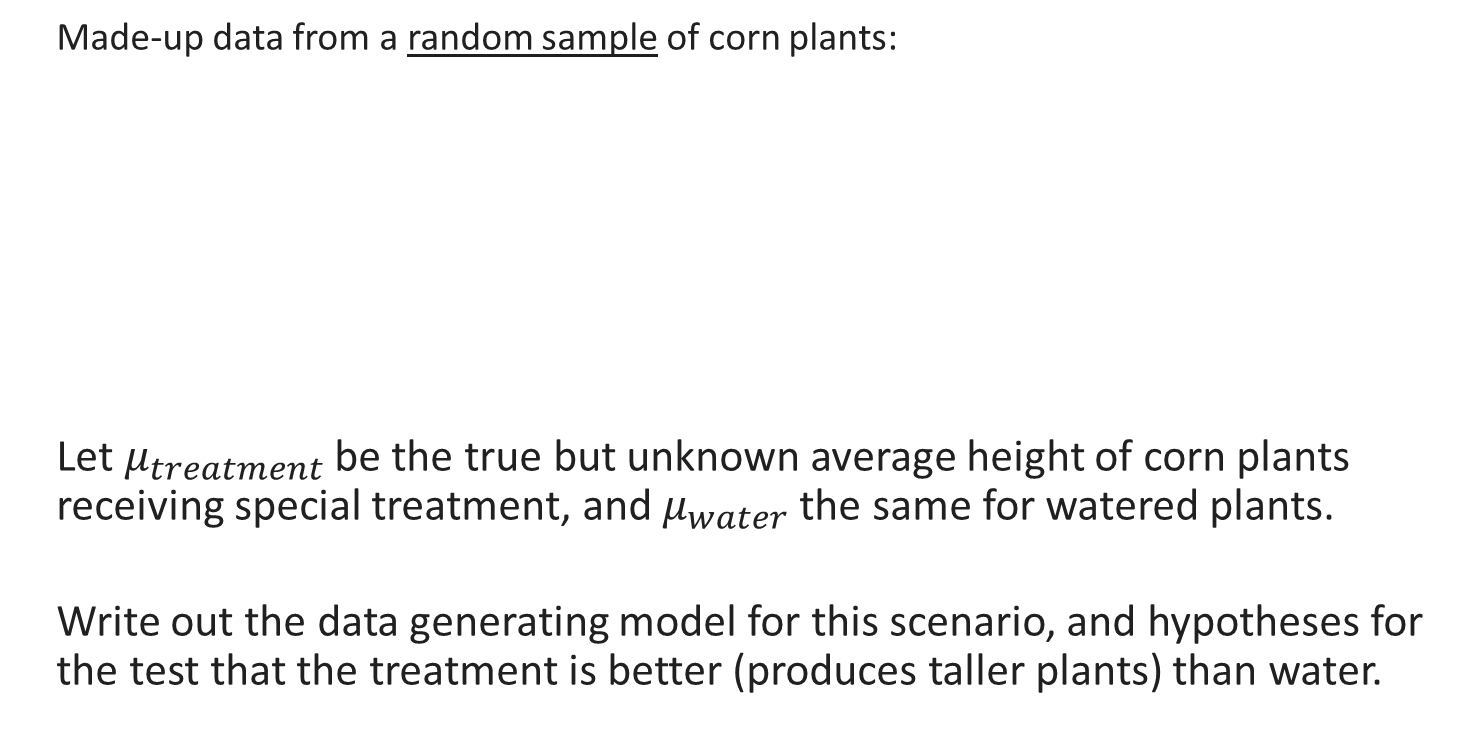 Made-up data from a random sample of corn plants:
Let μtreatment be the true but unknown average height of corn plants
receiving special treatment, and μwater the same for watered plants.
Write out the data generating model for this scenario, and hypotheses for
the test that the treatment is better (produces taller plants) than water.